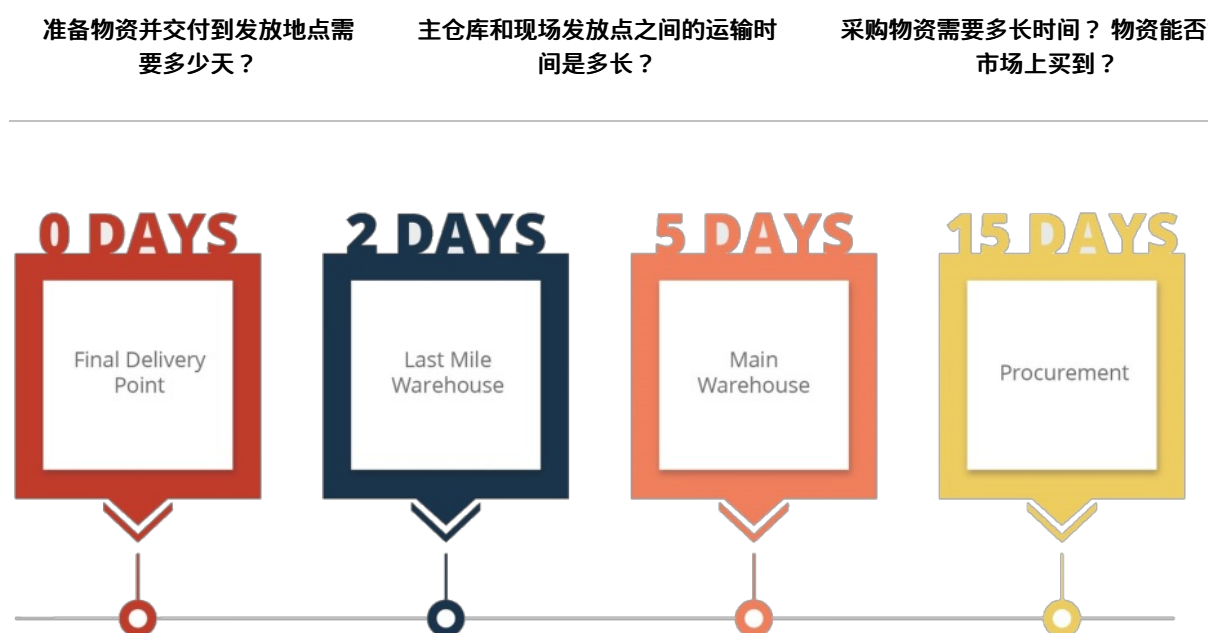 准备物资并交付到发放地点需
要多少天？
主仓库和现场发放点之间的运输时
间是多长？
采购物资需要多长时间？ 物资能否
市场上买到？
0 DAYS
Final Delivery
Point
2 DAYS
Last Mile
Warehouse
5 DAYS
Main
Warehouse
15 DAYS
Procurement